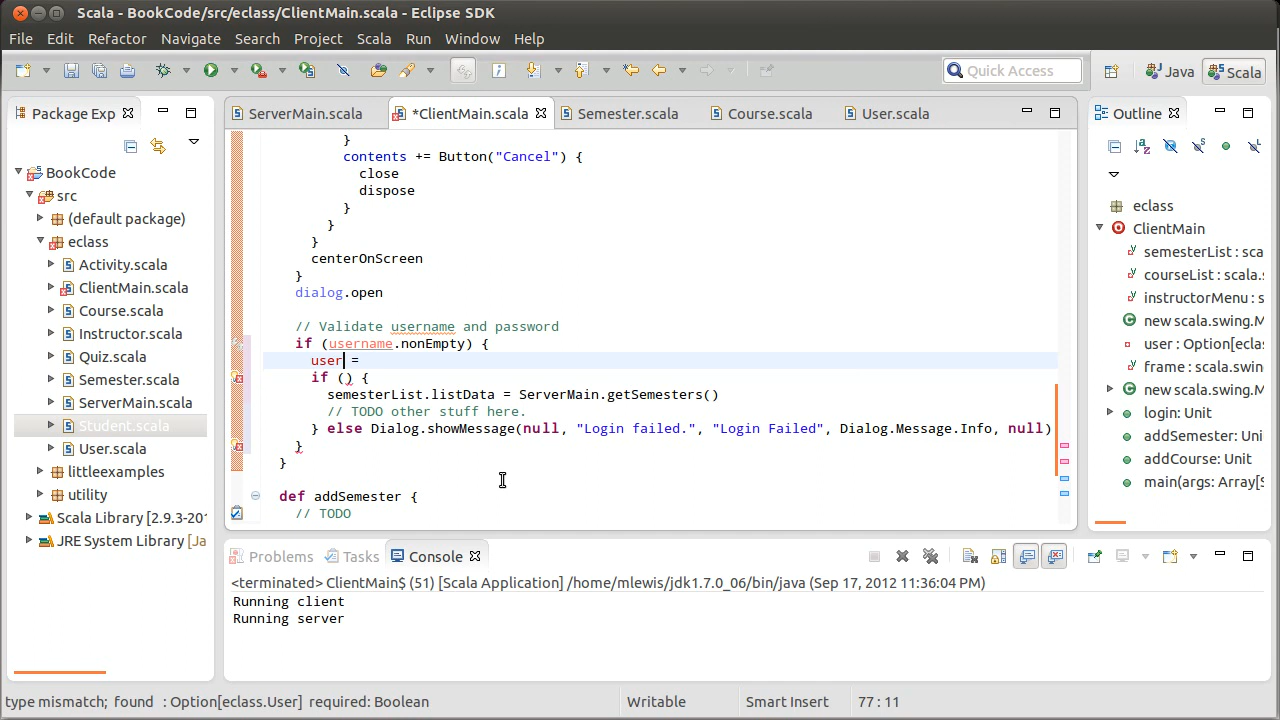 Scala - BookCode/src/eclass/ClientMain.scala - Eclipse SDK
File Edit Refactor Navigate Search Project Scala Run Window Help
Quick Access
Java
Scala
Package Exp
BookCode
src
(default package)
eclass
Activity.scala
ClientMain.scala
Course.scala
Instructor.scala
Quiz.scala
Semester.scala
ServerMain.scala
Student.scala
User.scala
littleexamples
utility
Scala Library [2.9.3-201
JRE System Library [Ja
ServerMain.scala
*ClientMain.scala
Semester.scala
Course.scala
User.scala
}
contents += Button("Cancel") {
close
dispose
}
}
}
centerOnScreen
}
dialog.open
// Validate username and password
if (username.nonEmpty) {
user =
if () {
semesterList.listData = ServerMain.getSemesters()
// TODO other stuff here.
} else Dialog.showMessage(null, "Login failed.", "Login Failed", Dialog.Message.Info, null)
}
}
def addSemester {
// TODO
Outline
eclass
ClientMain
semesterList : sca
courseList : scala.
instructorMenu :
new scala.swing.M
user : Option[eclas
frame : scala.swin
new scala.swing.M
login: Unit
addSemester: Uni
addCourse: Unit
main(args: Array[S
Problems
Tasks
Console
<terminated> ClientMain$ (51) [Scala Application] /home/mlewis/jdk1.7.0_06/bin/java (Sep 17, 2012 11:36:04 PM)
Running client
Running server
type mismatch; found : Option[eclass.User] required: Boolean
Writable
Smart Insert
77 : 11